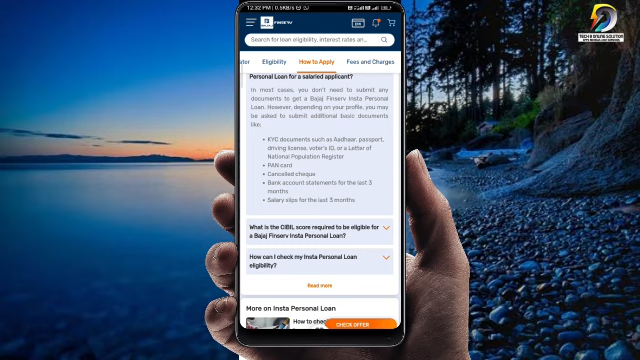 12:32 PM | 0.5KB/s
FINSERV
Search for loan eligibility, interest rates an...
tor Eligibility How to Apply Fees and Charges
Personal Loan for a salaried applicant?
In most cases, you don't need to submit any
documents to get a Bajaj Finserv Insta Personal
Loan. However, depending on your profile, you may
be asked to submit additional basic documents
like:
• KYC documents such as Aadhaar, passport,
driving license, voter's ID, or a Letter of
National Population Register
• PAN card
• Cancelled cheque
• Bank account statements for the last 3
months
• Salary slips for the last 3 months
What is the CIBIL score required to be eligible for
a Bajaj Finserv Insta Personal Loan?
How can I check my Insta Personal Loan
eligibility?
Read more
More on Insta Personal Loan
How to chec
CHECK OFFER
TECH & ONLINE SOLUTION